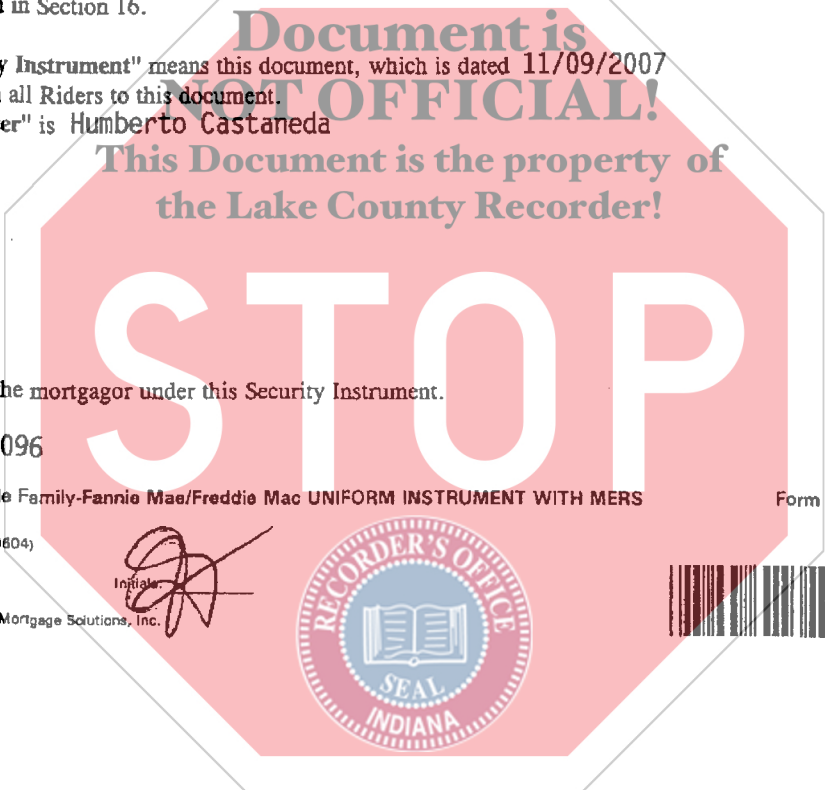 in Section 16.
Document is
Instrument" means this document, which is dated 11/09/2007
all Riders to this document.
NOT OFFICIAL!
er" is Humberto Castaneda
This Document is the property of
the Lake County Recorder!
STOP
he mortgagor under this Security Instrument.
096
e Family-Fannie Mae/Freddie Mac UNIFORM INSTRUMENT WITH MERS Form
0604)
Initials:
Mortgage Solutions, Inc.
RECORDER'S OFFICE
SEAL
INDIANA